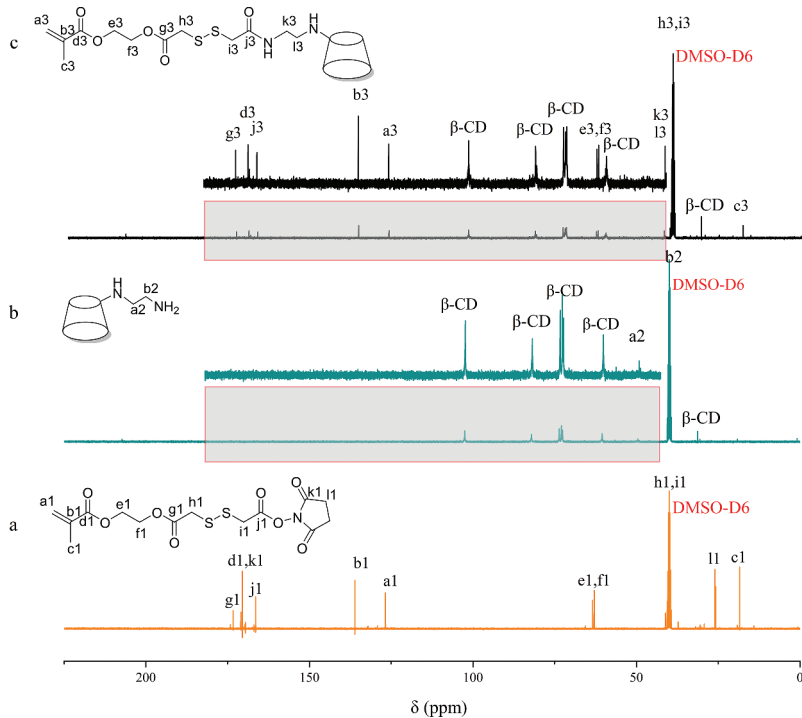 a3
b3
c3
d3
O
O
e3
f3
O
g3
O
h3
S
S
i3
O
j3
N
H
k3
l3
H
N
c
h3,i3
DMSO-D6
g3
d3
j3
b3
a3
β-CD
β-CD
β-CD
e3,f3
β-CD
k3
l3
β-CD
c3
b
H
N
a2
b2
NH2
β-CD
β-CD
β-CD
β-CD
a2
b2
DMSO-D6
β-CD
a
a1
b1
c1
d1
O
O
e1
f1
O
g1
O
h1
S
S
i1
O
j1
O
N
O
k1
l1
O
h1,i1
DMSO-D6
g1
d1,k1
j1
b1
a1
e1,f1
l1
c1
200
150
100
50
0
δ (ppm)